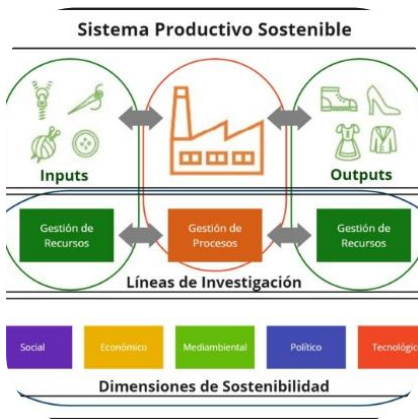 Sistema Productivo Sostenible
Inputs
Outputs
Gestión de
Recursos
Gestión de
Procesos
Gestión de
Recursos
Líneas de Investigación
Social
Económico
Mediambiental
Político
Tecnológic
Dimensiones de Sostenibilidad